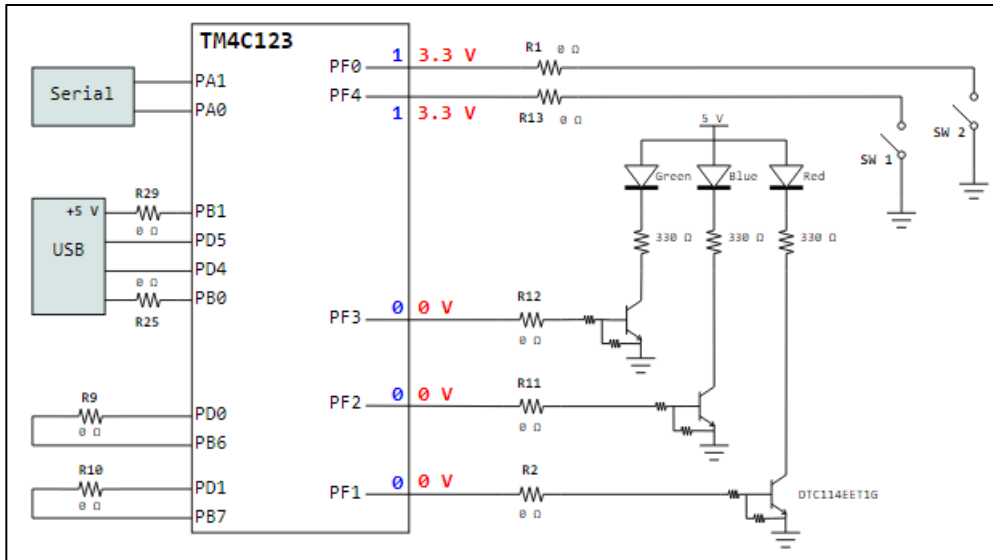 TM4C123
Serial
PA1
PA0
R29
0 Ω
+5 V
USB
PB1
PD5
PD4
PB0
0 Ω
R25
R9
0 Ω
PD0
PB6
R10
0 Ω
PD1
PB7
PF0 1 3.3 V R1 0 Ω
PF4 1 3.3 V R13 0 Ω
SW 2
SW 1
5 V
Green Blue Red
330 Ω 330 Ω 330 Ω
PF3 0 0 V R12
0 Ω
PF2 0 0 V R11
0 Ω
PF1 0 0 V R2
0 Ω
DTC114EET1G